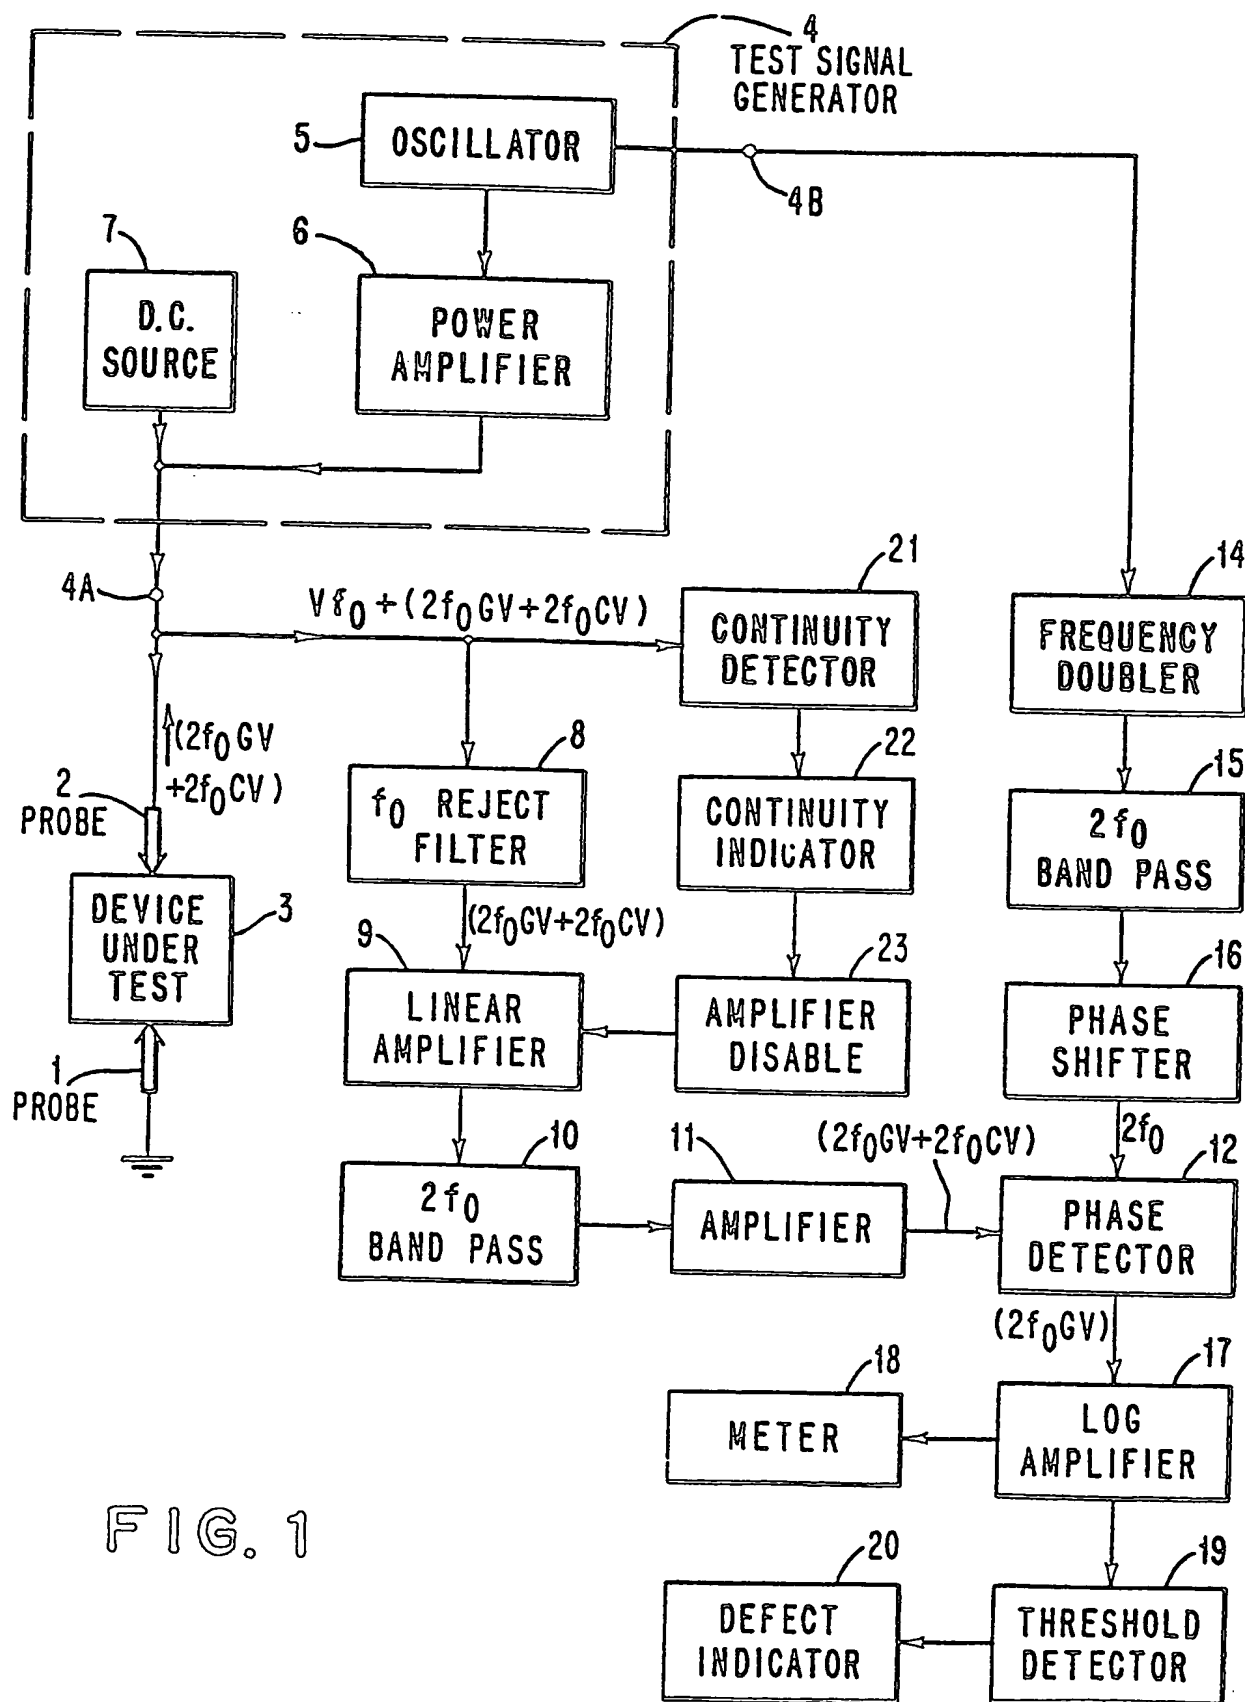 4
TEST SIGNAL
GENERATOR
5
OSCILLATOR
4B
7
D.C.
SOURCE
6
POWER
AMPLIFIER
4A
Vf0 + (2f0GV + 2f0CV)
21
CONTINUITY
DETECTOR
14
FREQUENCY
DOUBLER
(2f0GV
+2f0CV)
2
PROBE
8
f0 REJECT
FILTER
22
CONTINUITY
INDICATOR
15
2f0
BAND PASS
DEVICE
UNDER
TEST
3
(2f0GV+2f0CV)
9
LINEAR
AMPLIFIER
23
AMPLIFIER
DISABLE
16
PHASE
SHIFTER
1
PROBE
10
2f0
BAND PASS
11
AMPLIFIER
(2f0GV+2f0CV)
2f0
12
PHASE
DETECTOR
(2f0GV)
18
METER
17
LOG
AMPLIFIER
20
DEFECT
INDICATOR
19
THRESHOLD
DETECTOR
FIG. 1